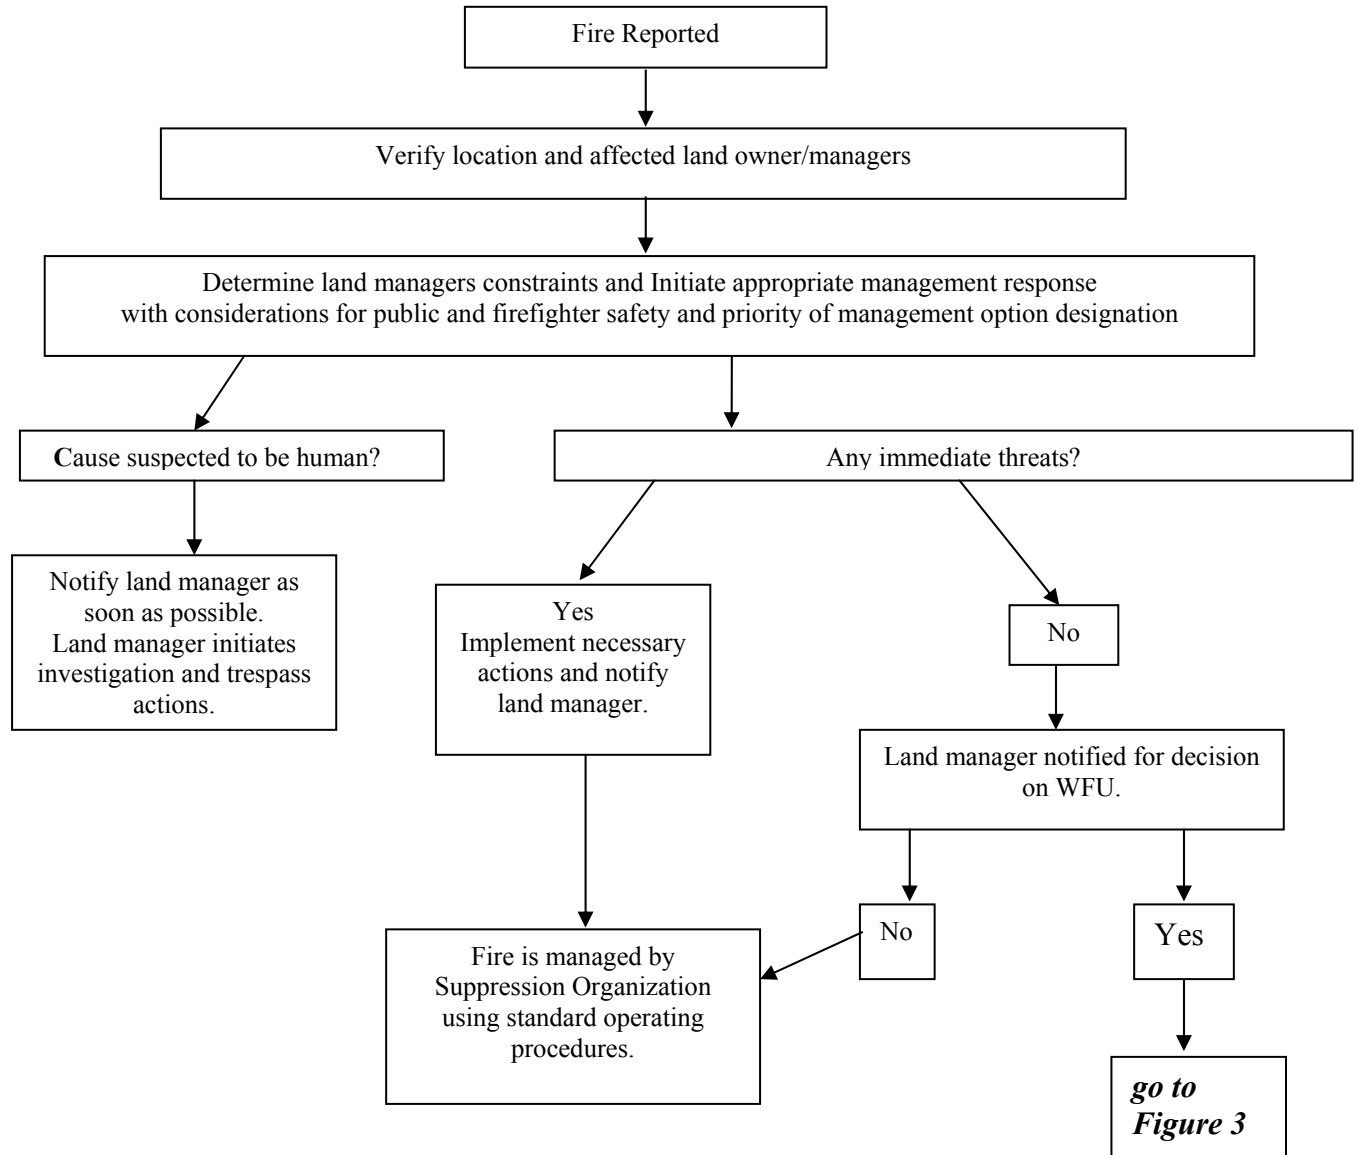 Fire Reported
Verify location and affected land owner/managers
Determine land managers constraints and Initiate appropriate management response
with considerations for public and firefighter safety and priority of management option designation
Cause suspected to be human?
Any immediate threats?
Notify land manager as
soon as possible.
Land manager initiates
investigation and trespass
actions.
Yes
Implement necessary
actions and notify
land manager.
No
Land manager notified for decision
on WFU.
No
Yes
Fire is managed by
Suppression Organization
using standard operating
procedures.
go to
Figure 3